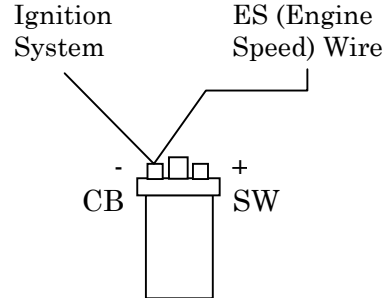 Ignition
System
ES (Engine
Speed) Wire
- +
CB SW